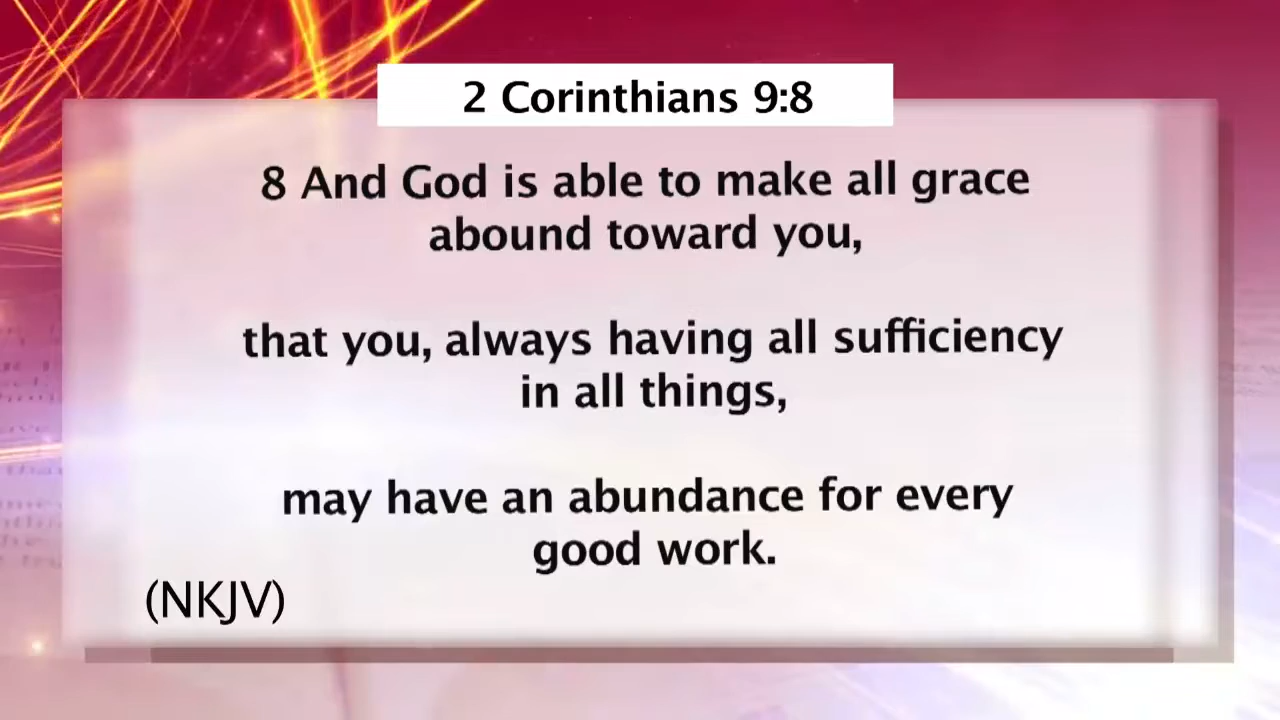 2 Corinthians 9:8
8 And God is able to make all grace
abound toward you,
that you, always having all sufficiency
in all things,
may have an abundance for every
good work.
(NKJV)